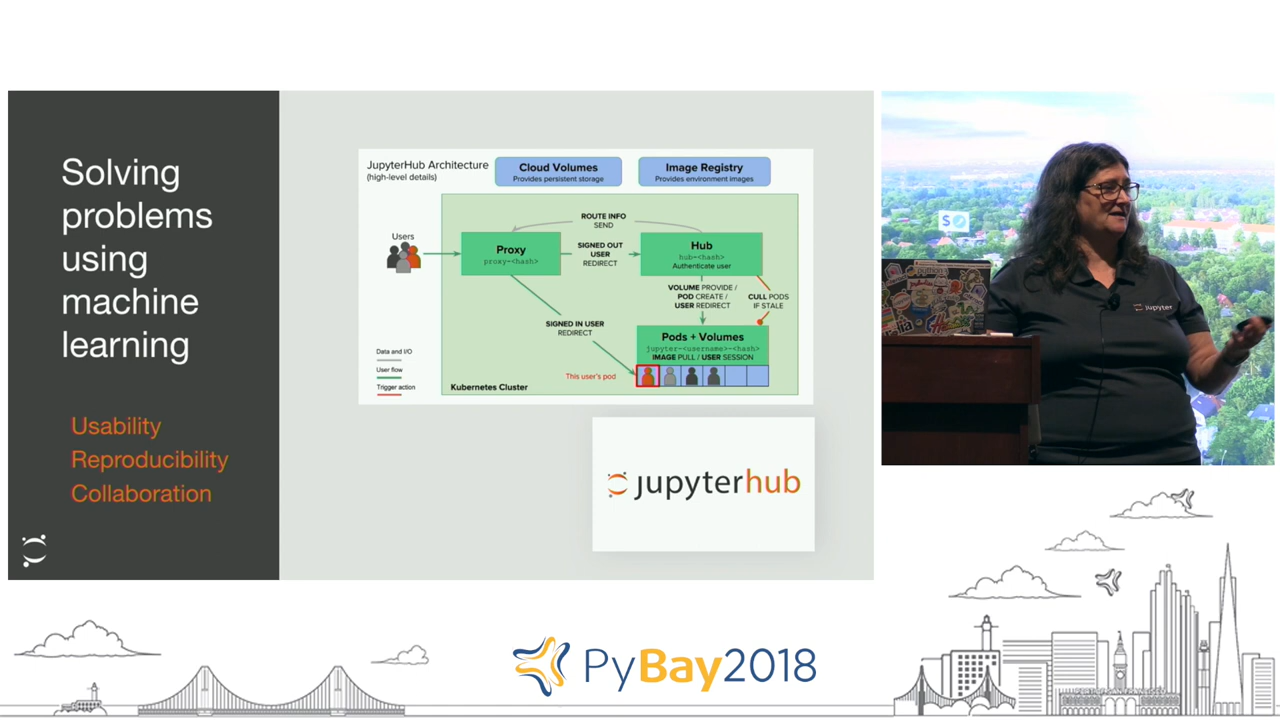 Solving
problems
using
machine
learning
Usability
Reproducibility
Collaboration
JupyterHub Architecture
(high-level details)
Cloud Volumes
Provides persistent storage
Image Registry
Provides environment images
ROUTE INFO
SEND
Users
Proxy
proxy-<hash>
SIGNED OUT
USER
REDIRECT
Hub
hub-<hash>
Authenticate user
VOLUME PROVIDE /
POD CREATE /
USER REDIRECT
CULL PODS
IF STALE
SIGNED IN USER
REDIRECT
Pods + Volumes
jupyter-<username>-<hash>
IMAGE PULL / USER SESSION
Data and I/O
User flow
Trigger action
This user's pod
Kubernetes Cluster
jupyterhub
$
python
jupyter
PyBay2018